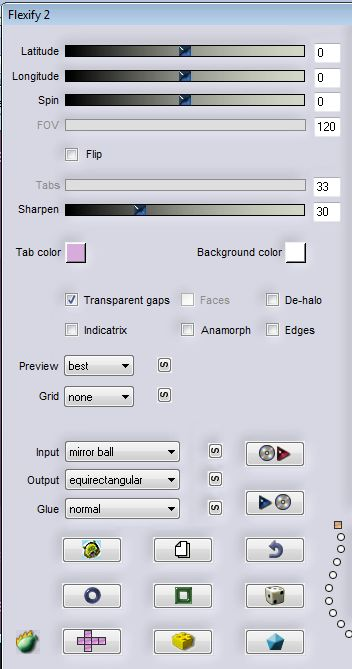 Flexify 2
Latitude 0
Longitude 0
Spin 0
FOV 120
Flip
Tabs 33
Sharpen 30
Tab color Background color
Transparent gaps Faces De-halo
Indicatrix Anamorph Edges
Preview best S
Grid none S
Input mirror ball S
Output equirectangular S
Glue normal S